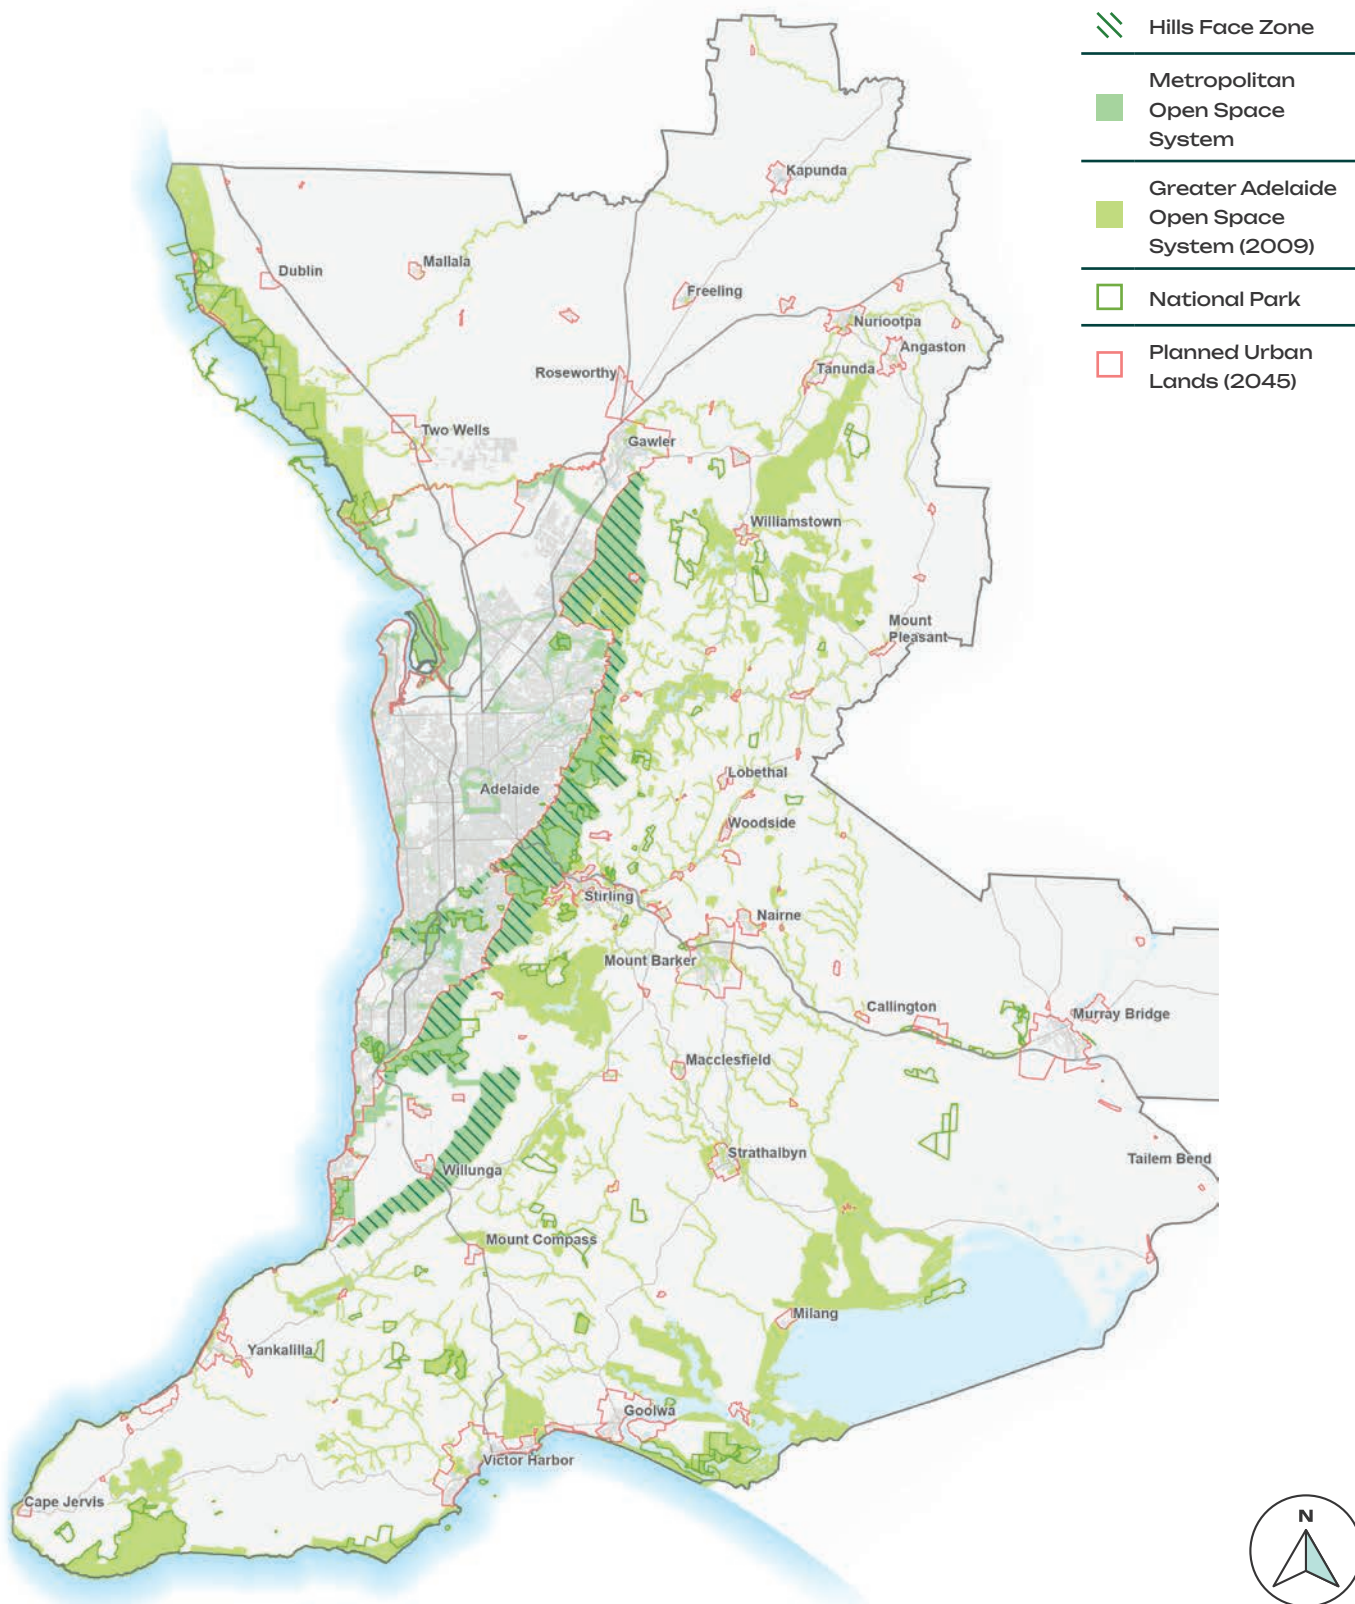 Hills Face Zone
Metropolitan
Open Space
System
Greater Adelaide
Open Space
System (2009)
National Park
Planned Urban
Lands (2045)
Kapunda
Dublin
Mallala
Freeling
Nuriootpa
Angaston
Roseworthy
Tanunda
Two Wells
Gawler
Williamstown
Mount
Pleasant
Lobethal
Adelaide
Woodside
Stirling
Nairne
Mount Barker
Callington
Murray Bridge
Macclesfield
Strathalbyn
Tailem Bend
Willunga
Mount Compass
Milang
Yankalilla
Goolwa
Victor Harbor
Cape Jervis
N